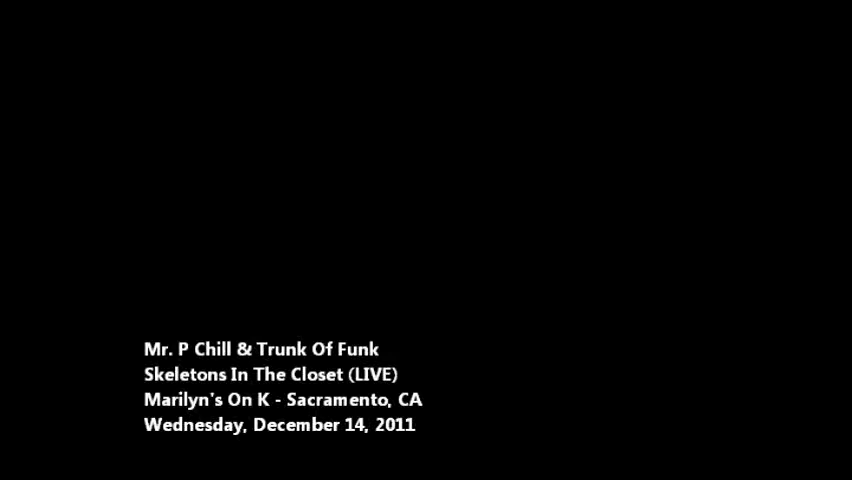 Mr. P Chill & Trunk Of Funk
Skeletons In The Closet (LIVE)
Marilyn's On K - Sacramento, CA
Wednesday, December 14, 2011